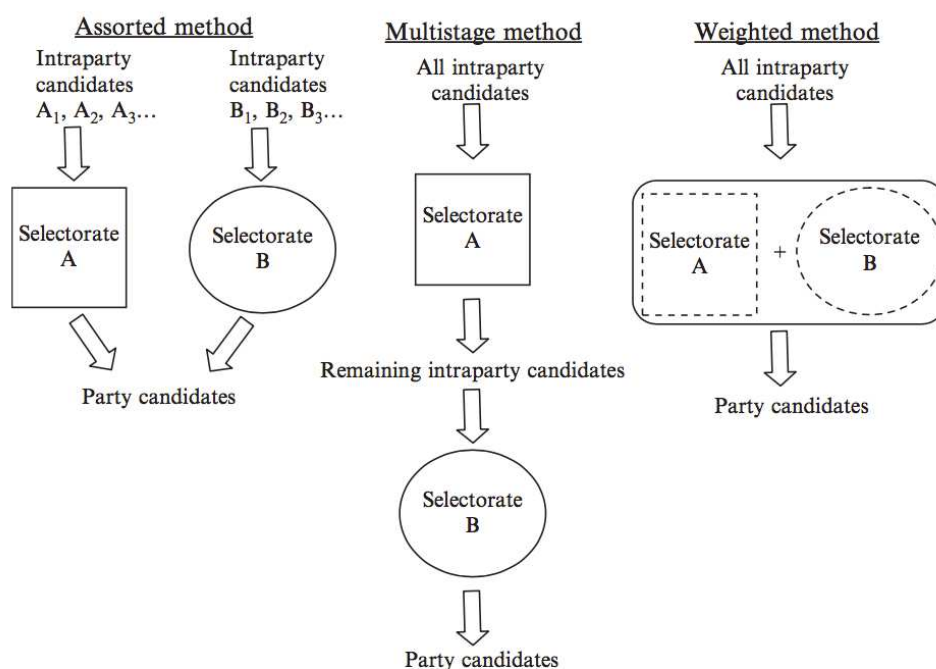 Assorted method
Intraparty
candidates
A₁, A₂, A₃...
Intraparty
candidates
B₁, B₂, B₃...
Selectorate
A
Selectorate
B
Party candidates
Multistage method
All intraparty
candidates
Selectorate
A
Remaining intraparty candidates
Selectorate
B
Party candidates
Weighted method
All intraparty
candidates
Selectorate
A
+
Selectorate
B
Party candidates